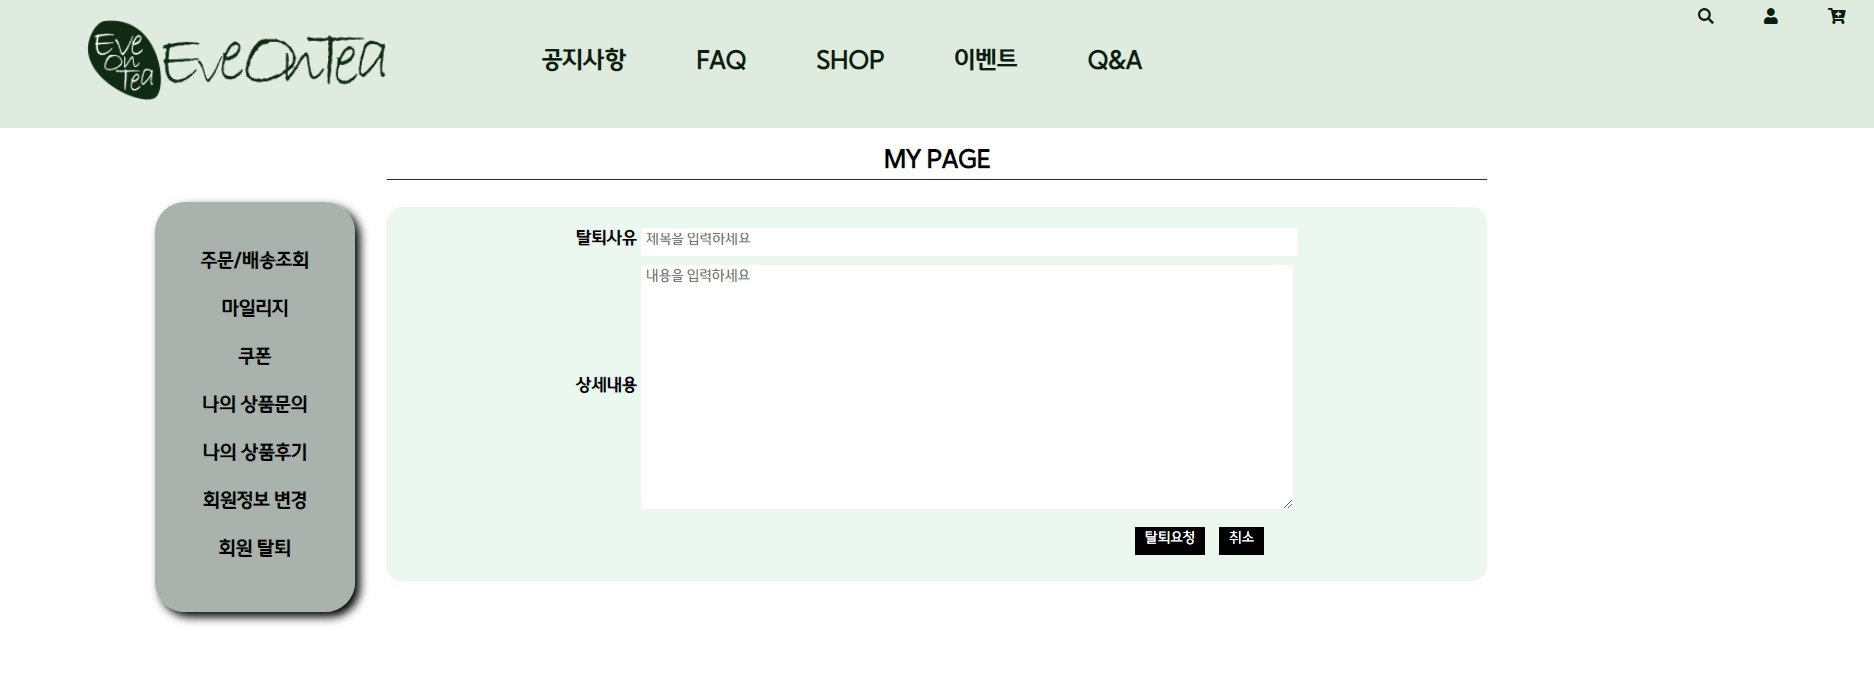 Eve
On
Tea
EveOnTea
공지사항 FAQ SHOP 이벤트 Q&A
MY PAGE
주문/배송조회
마일리지
쿠폰
나의 상품문의
나의 상품후기
회원정보 변경
회원 탈퇴
탈퇴사유 제목을 입력하세요
내용을 입력하세요
상세내용
탈퇴요청 취소